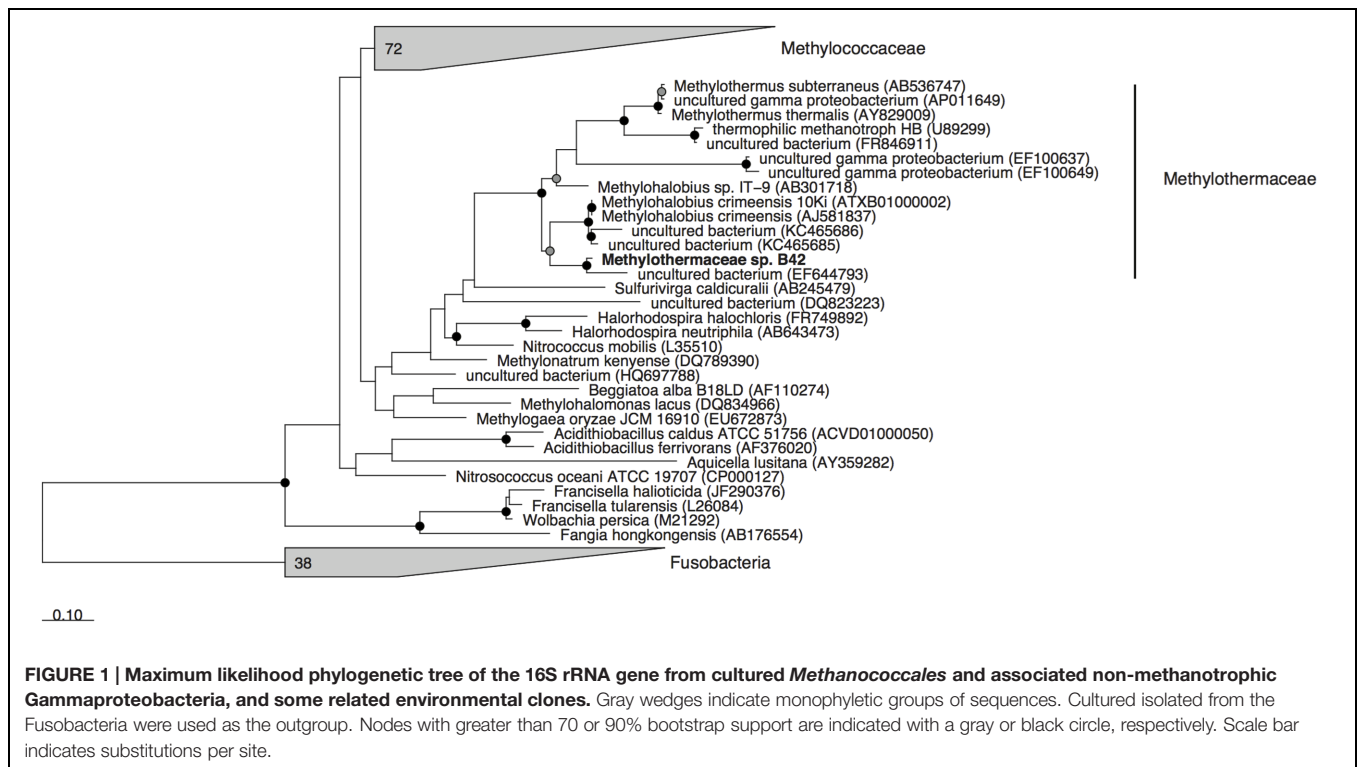 72
Methylococcaceae
Methylothermus subterraneus (AB536747)
uncultured gamma proteobacterium (AP011649)
Methylothermus thermalis (AY829009)
thermophilic methanotroph HB (U89299)
uncultured bacterium (FR846911)
uncultured gamma proteobacterium (EF100637)
uncultured gamma proteobacterium (EF100649)
Methylothermaceae
Methylohalobius sp. IT−9 (AB301718)
Methylohalobius crimeensis 10Ki (ATXB01000002)
Methylohalobius crimeensis (AJ581837)
uncultured bacterium (KC465686)
uncultured bacterium (KC465685)
Methylothermaceae sp. B42
uncultured bacterium (EF644793)
Sulfurivirga caldicuralii (AB245479)
uncultured bacterium (DQ823223)
Halorhodospira halochloris (FR749892)
Halorhodospira neutriphila (AB643473)
Nitrococcus mobilis (L35510)
Methylonatrum kenyense (DQ789390)
uncultured bacterium (HQ697788)
Beggiatoa alba B18LD (AF110274)
Methylohalomonas lacus (DQ834966)
Methylogaea oryzae JCM 16910 (EU672873)
Acidithiobacillus caldus ATCC 51756 (ACVD01000050)
Acidithiobacillus ferrivorans (AF376020)
Aquicella lusitana (AY359282)
Nitrosococcus oceani ATCC 19707 (CP000127)
Francisella halioticida (JF290376)
Francisella tularensis (L26084)
Wolbachia persica (M21292)
Fangia hongkongensis (AB176554)
38
Fusobacteria
0.10
FIGURE 1 | Maximum likelihood phylogenetic tree of the 16S rRNA gene from cultured Methanococcales and associated non-methanotrophic
Gammaproteobacteria, and some related environmental clones. Gray wedges indicate monophyletic groups of sequences. Cultured isolated from the
Fusobacteria were used as the outgroup. Nodes with greater than 70 or 90% bootstrap support are indicated with a gray or black circle, respectively. Scale bar
indicates substitutions per site.